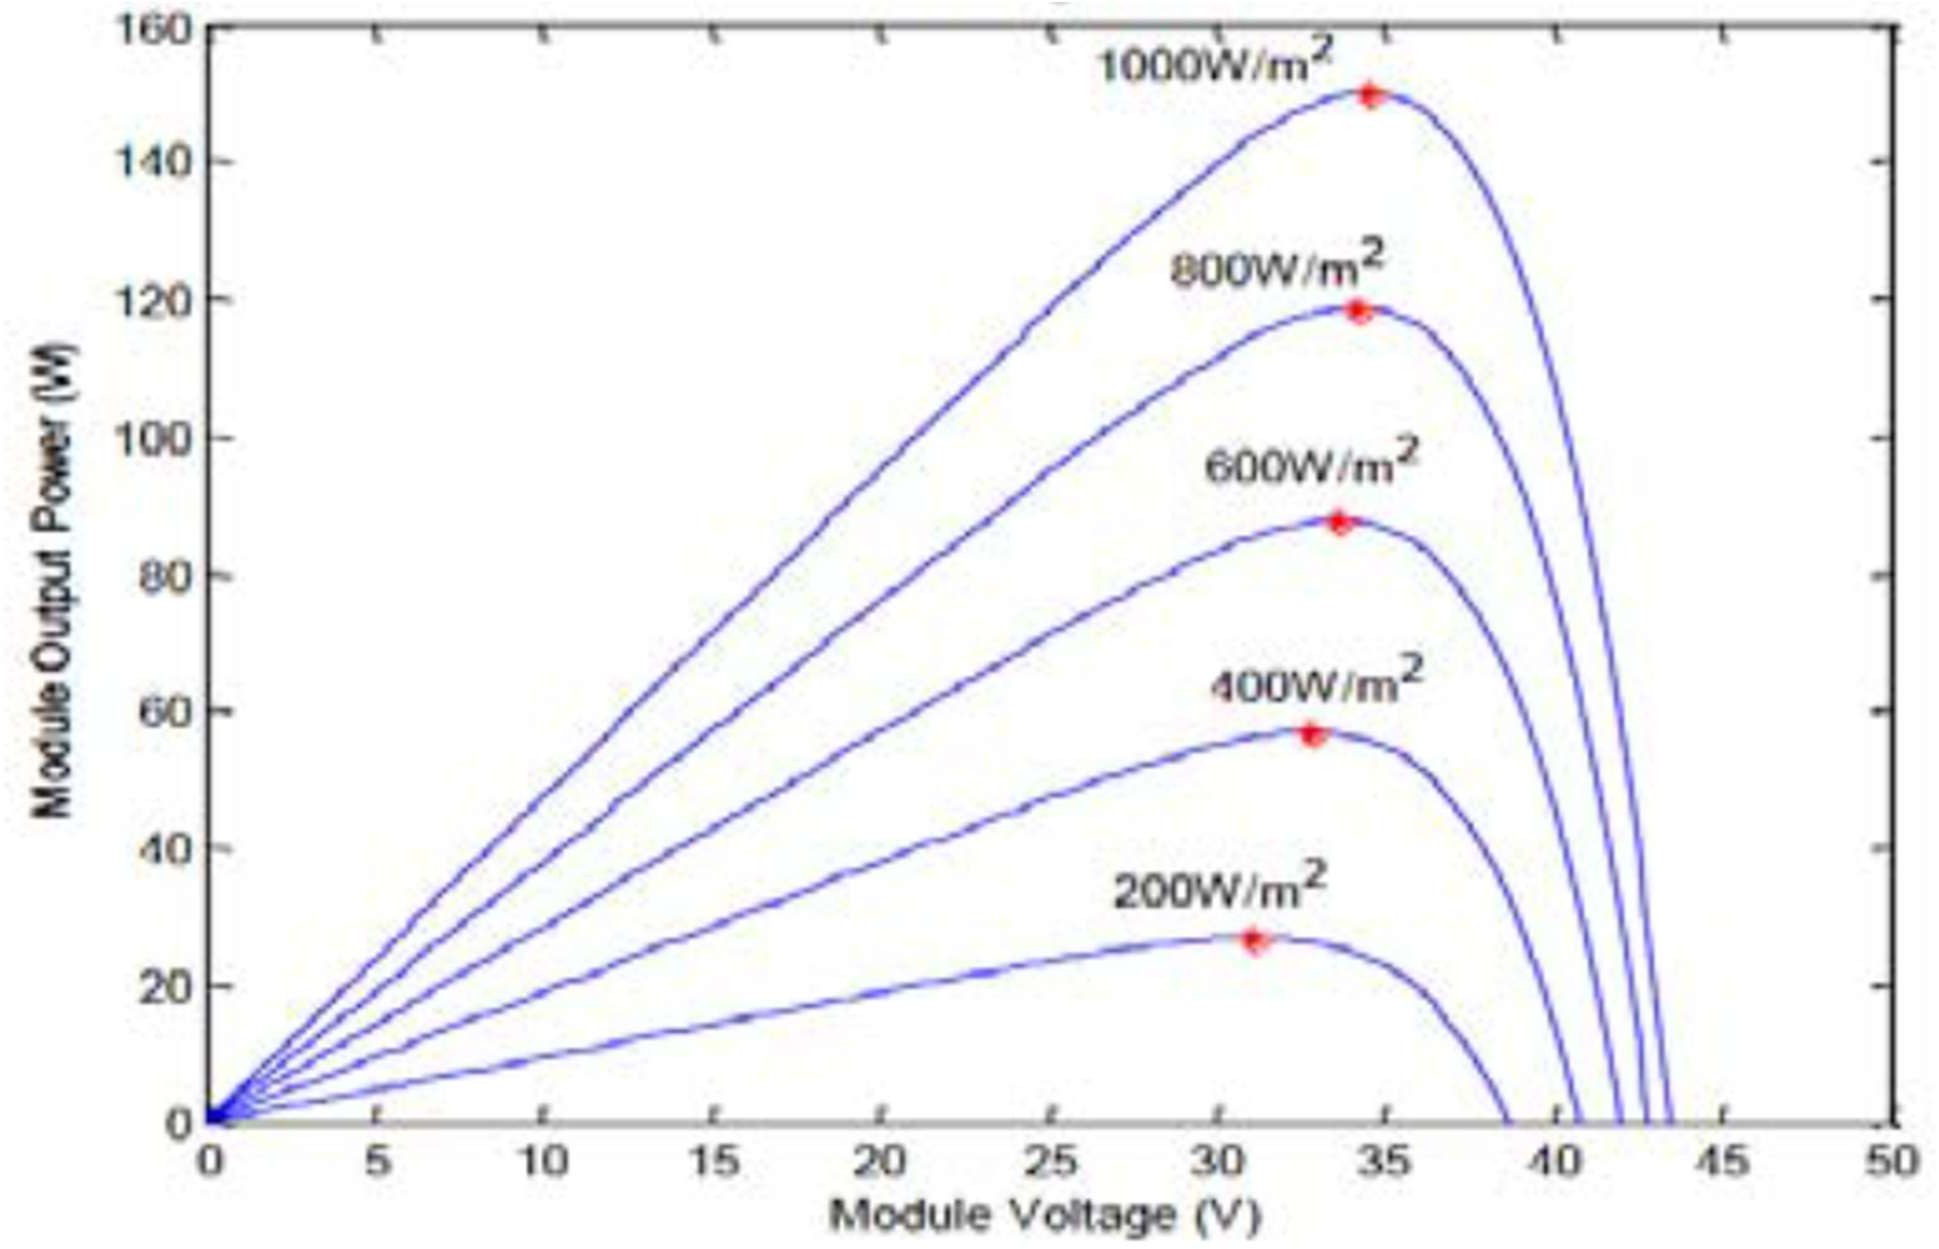 160
140
120
100
80
60
40
20
0
Module Output Power (W)
1000W/m²
800W/m²
600W/m²
400W/m²
200W/m²
0 5 10 15 20 25 30 35 40 45 50
Module Voltage (V)